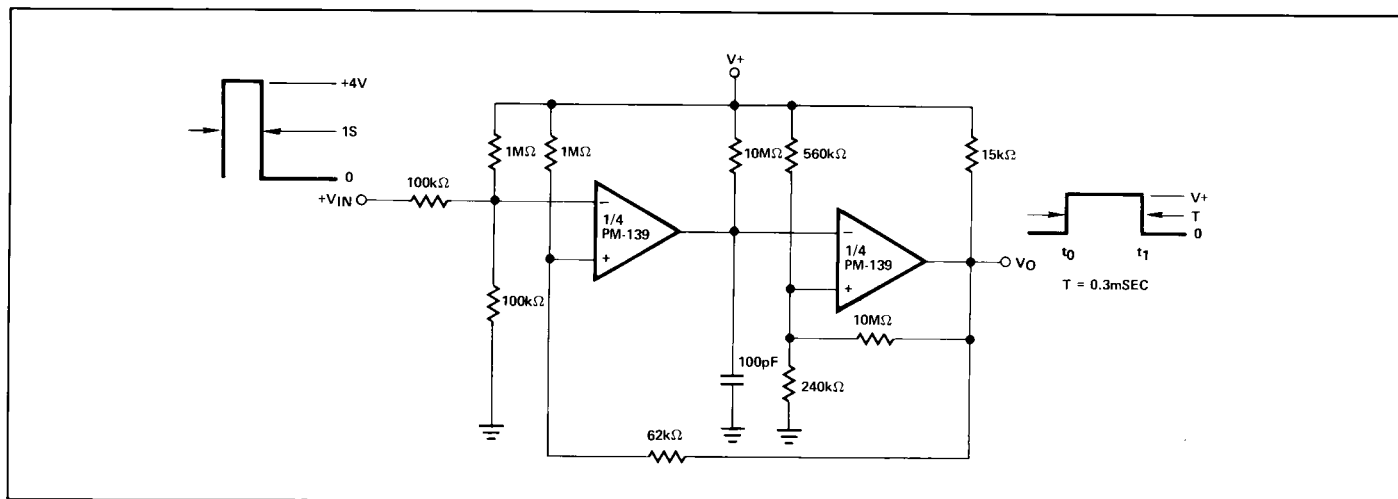 +4V
1S
0
+VIN
100kΩ
1MΩ
1MΩ
100kΩ
−
1/4
PM-139
+
V+
10MΩ
560kΩ
15kΩ
−
1/4
PM-139
+
10MΩ
100pF
240kΩ
62kΩ
VO
V+
T
0
t0
t1
T = 0.3mSEC